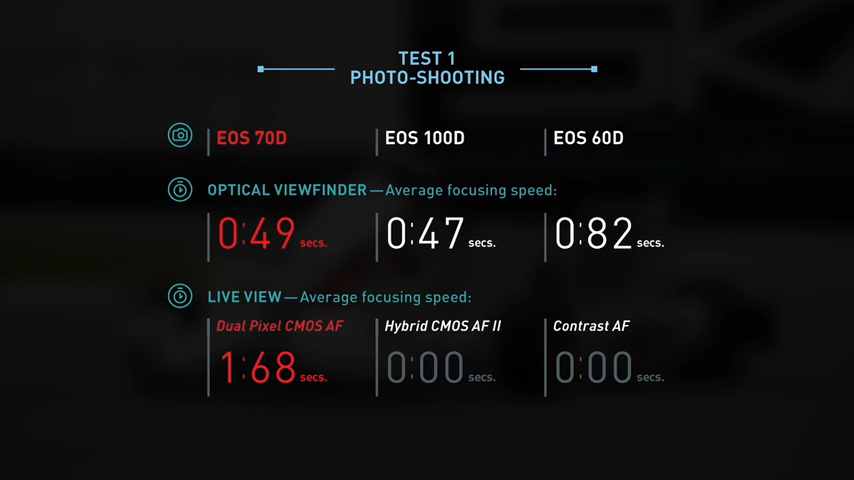 TEST 1
PHOTO-SHOOTING
EOS 70D EOS 100D EOS 60D
OPTICAL VIEWFINDER — Average focusing speed:
0:49 secs. 0:47 secs. 0:82 secs.
LIVE VIEW — Average focusing speed:
Dual Pixel CMOS AF Hybrid CMOS AF II Contrast AF
1:68 secs. 0:00 secs. 0:00 secs.